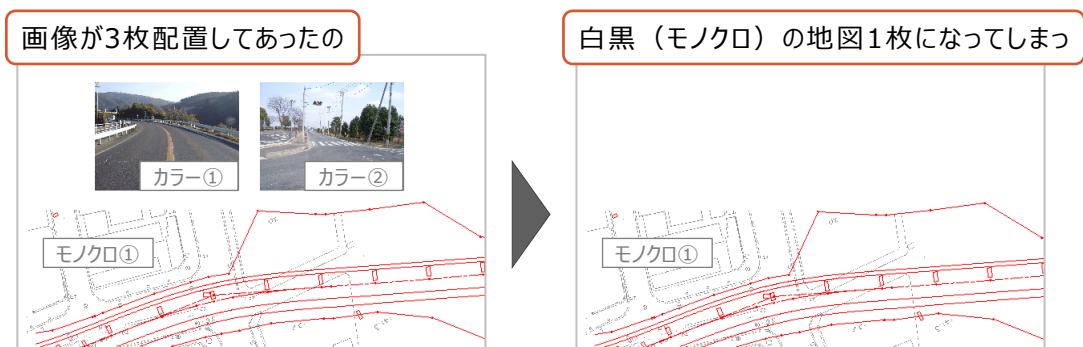 画像が3枚配置してあったの
白黒（モノクロ）の地図1枚になってしまっ
カラー①
カラー②
モノクロ①
モノクロ①